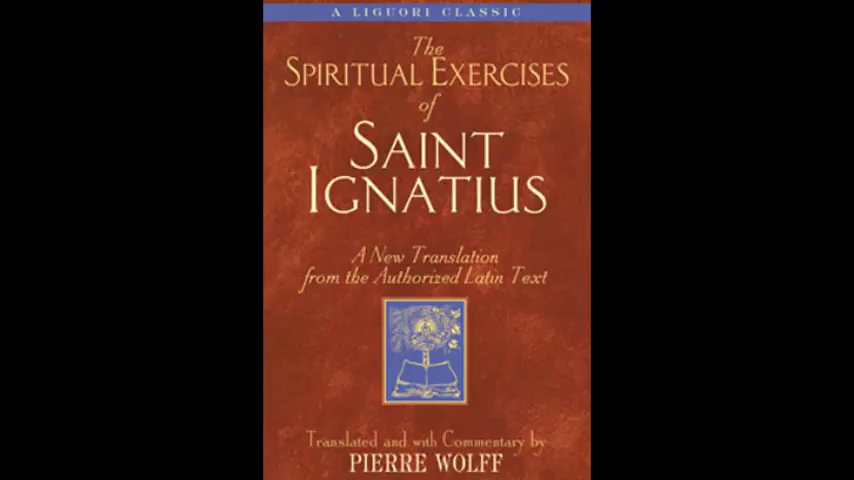 A LIGUORI CLASSIC
The
SPIRITUAL EXERCISES
of
SAINT
IGNATIUS
A New Translation
from the Authorized Latin Text
Translated and with Commentary by
PIERRE WOLFF